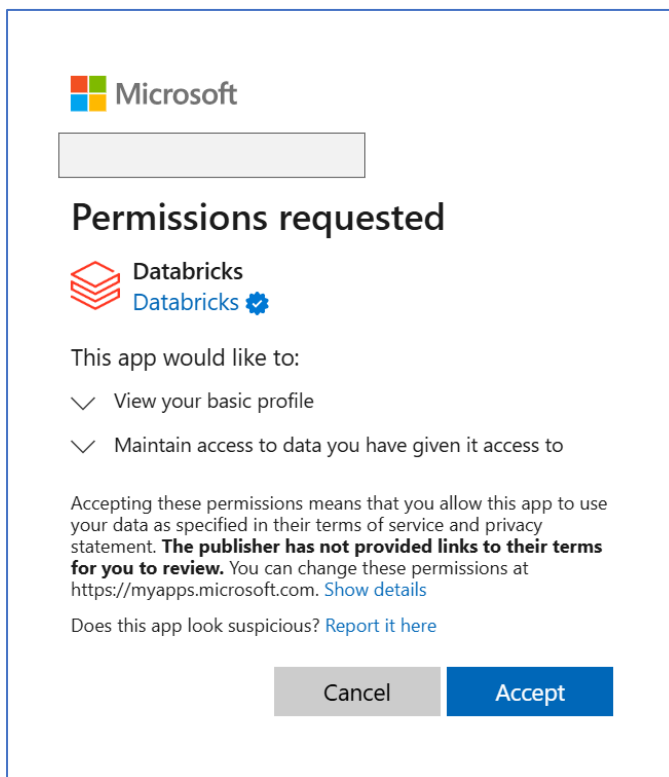 Microsoft
Permissions requested
Databricks
Databricks
This app would like to:
View your basic profile
Maintain access to data you have given it access to
Accepting these permissions means that you allow this app to use
your data as specified in their terms of service and privacy
statement. The publisher has not provided links to their terms
for you to review. You can change these permissions at
https://myapps.microsoft.com. Show details
Does this app look suspicious? Report it here
Cancel Accept